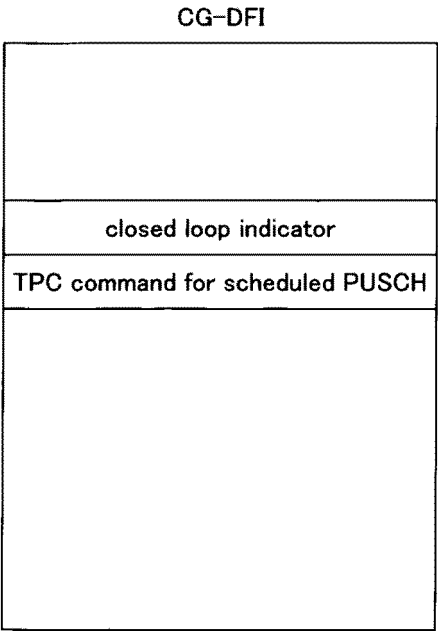 CG-DFI
closed loop indicator
TPC command for scheduled PUSCH